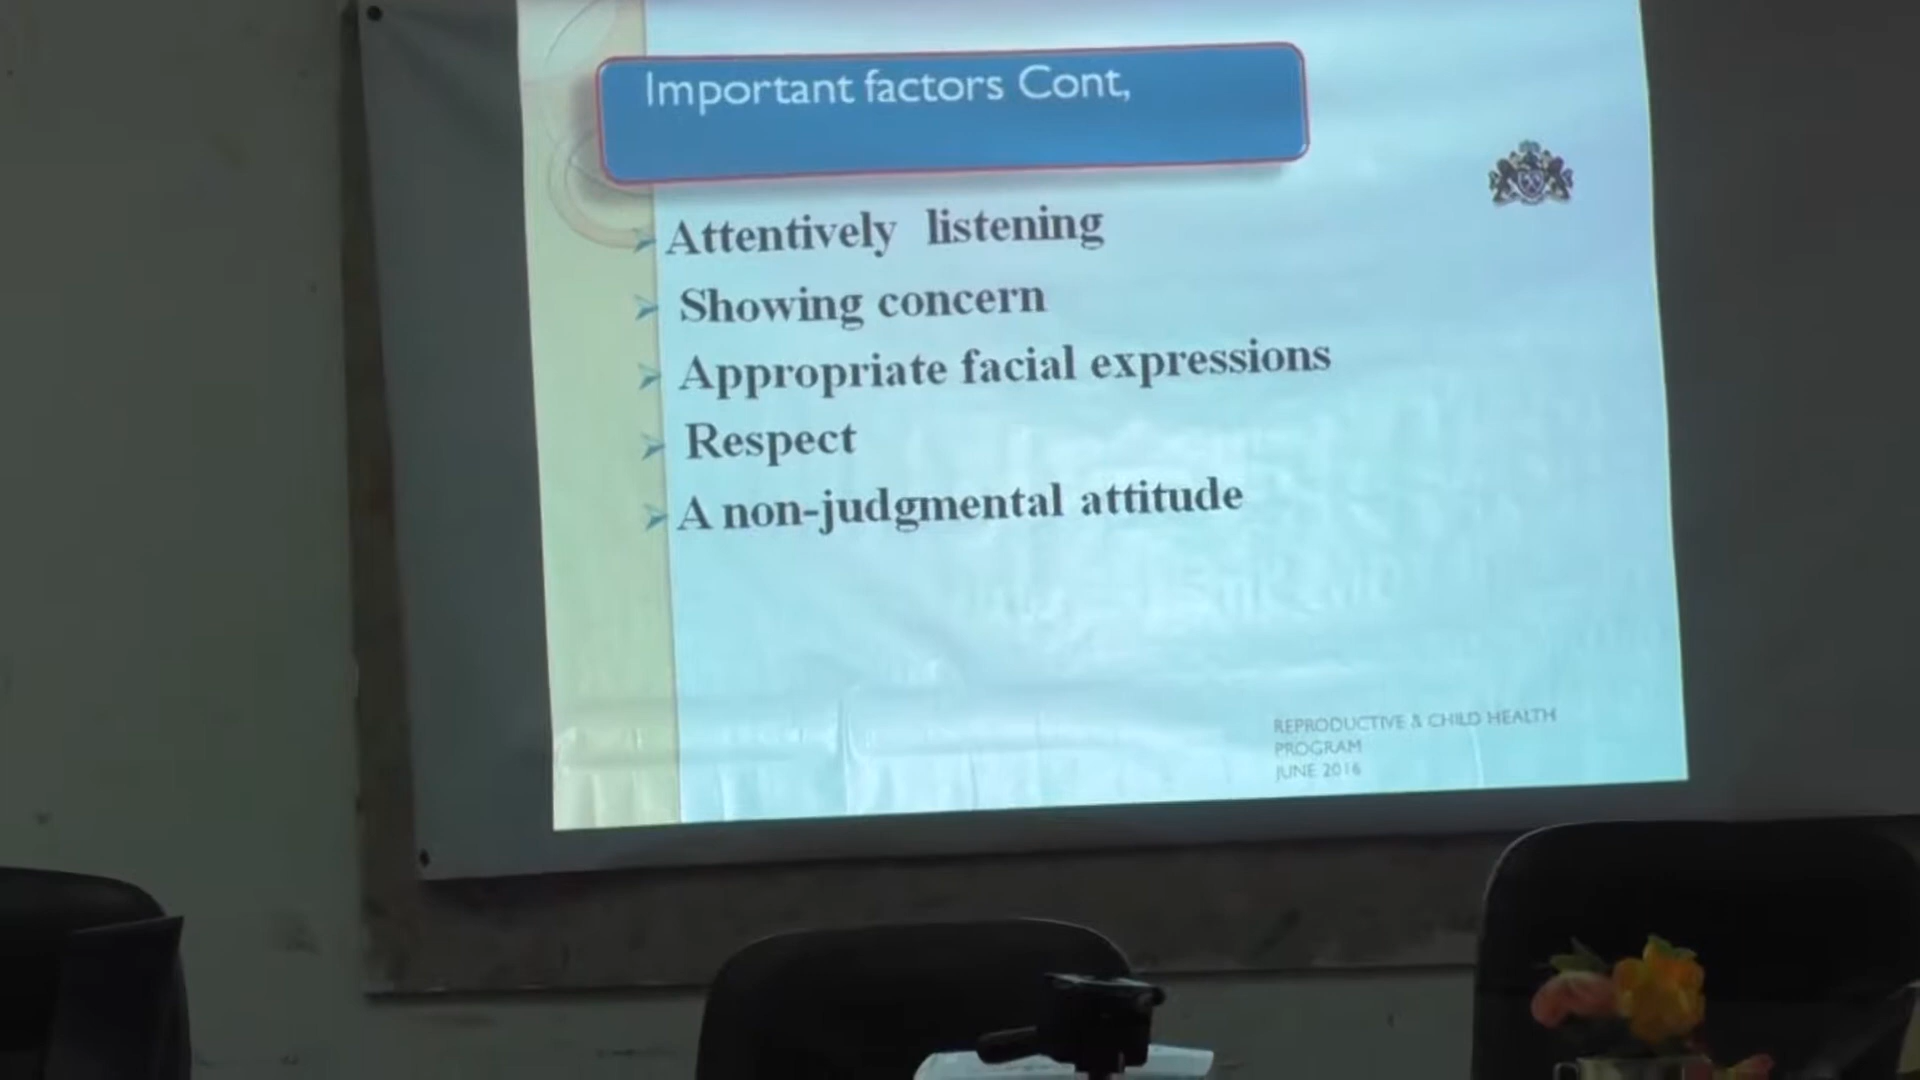 Important factors Cont,
Attentively listening
Showing concern
Appropriate facial expressions
Respect
A non-judgmental attitude
REPRODUCTIVE & CHILD HEALTH
PROGRAM
JUNE 2016